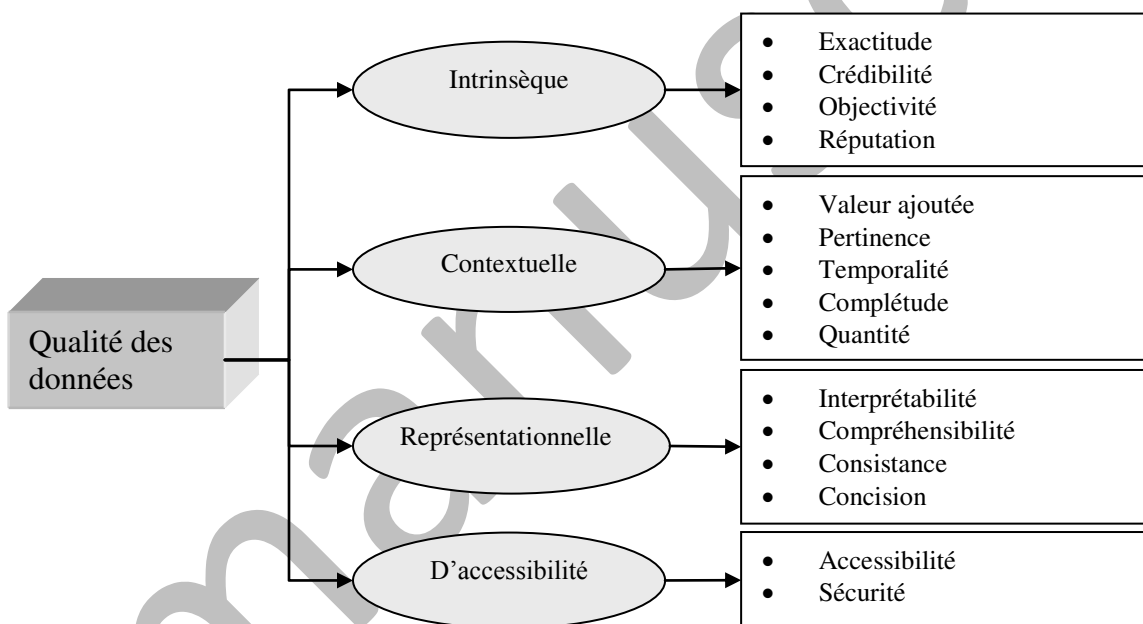 Qualité des
données
Intrinsèque
• Exactitude
• Crédibilité
• Objectivité
• Réputation
Contextuelle
• Valeur ajoutée
• Pertinence
• Temporalité
• Complétude
• Quantité
Représentationnelle
• Interprétabilité
• Compréhensibilité
• Consistance
• Concision
D’accessibilité
• Accessibilité
• Sécurité